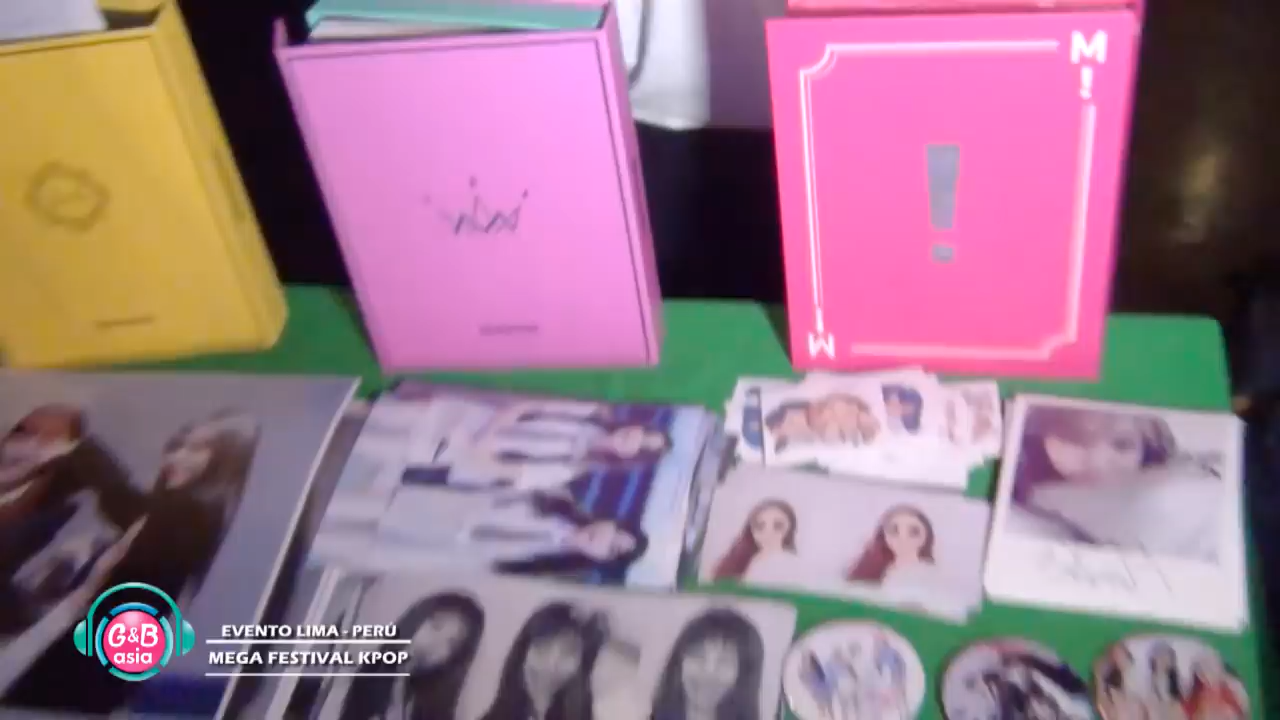 M
!
!
M
!
G&B
asia
EVENTO LIMA - PERÚ
MEGA FESTIVAL KPOP